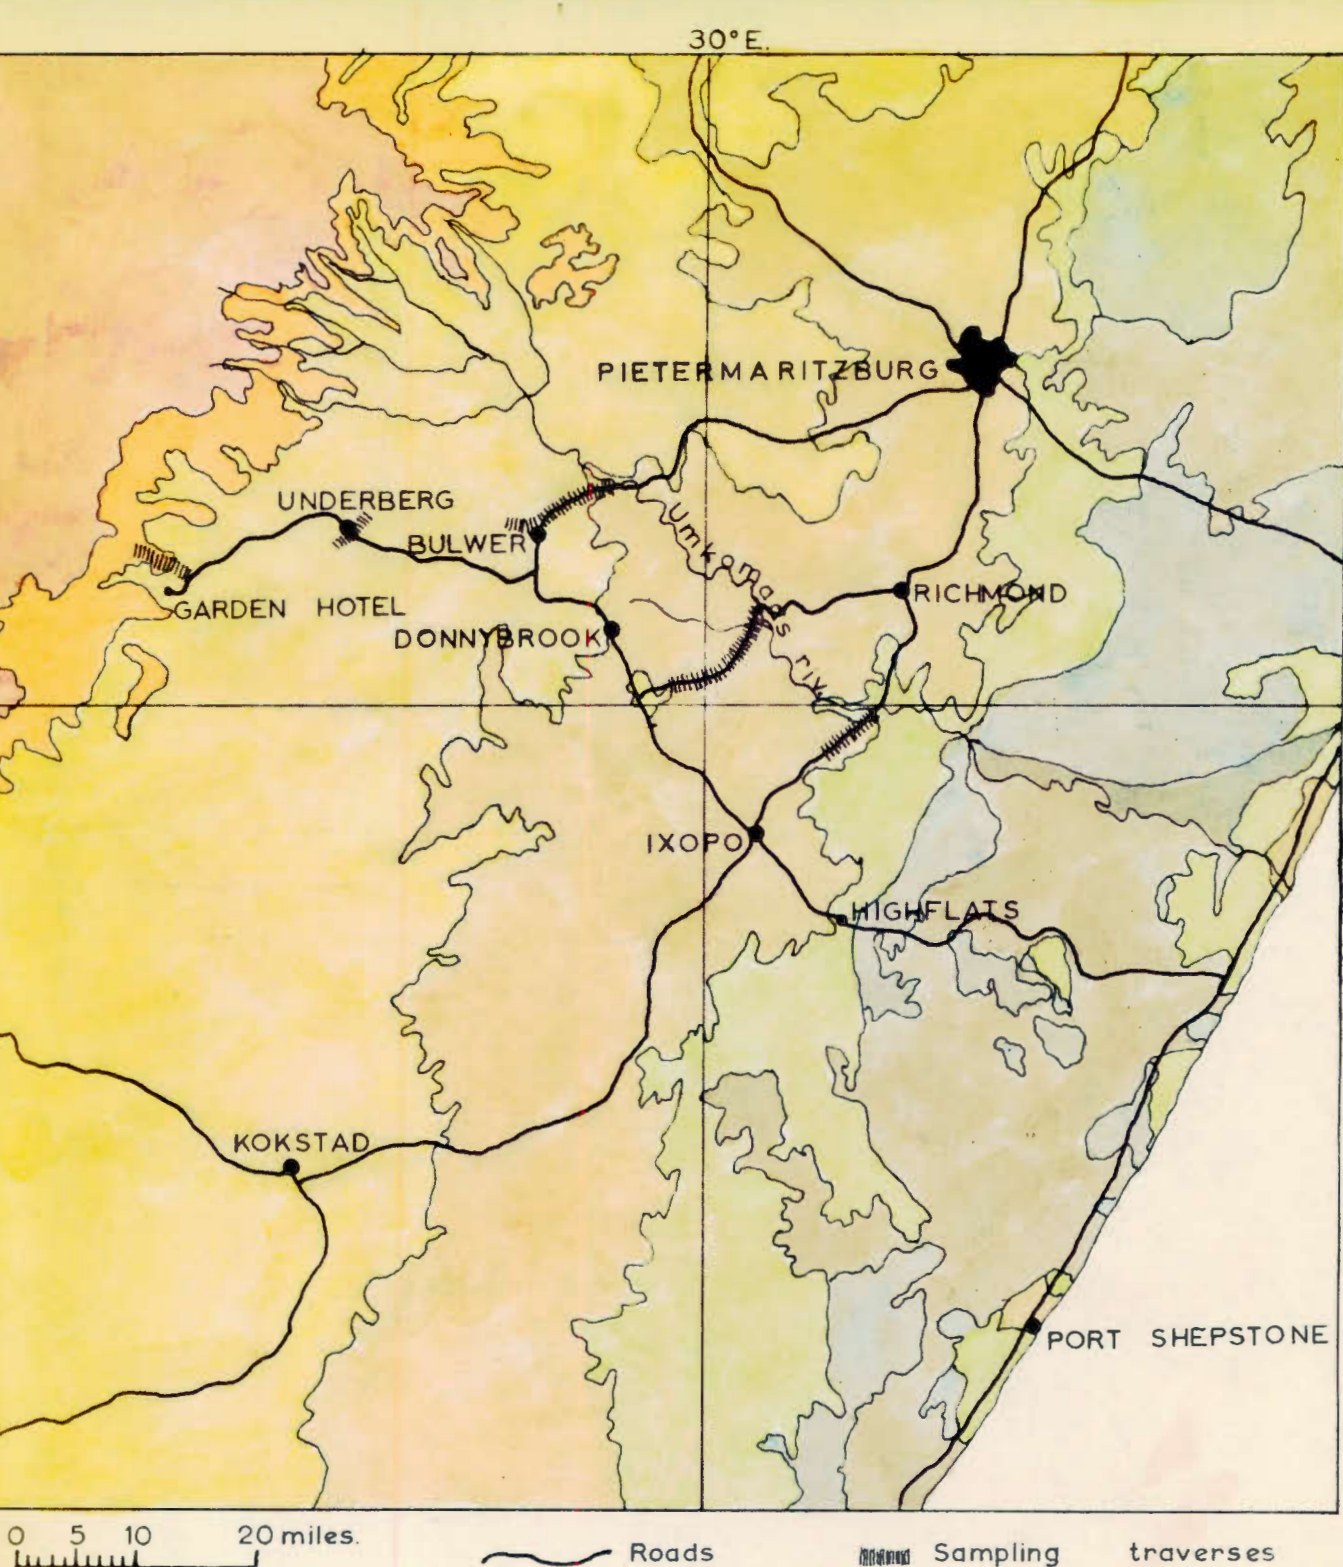 30°E.
PIETERMARITZBURG
UNDERBERG
BULWER
Umkomaas riv
GARDEN HOTEL
RICHMOND
DONNYBROOK
IXOPO
HIGHFLATS
KOKSTAD
PORT SHEPSTONE
0 5 10 20 miles.
Roads
Sampling traverses